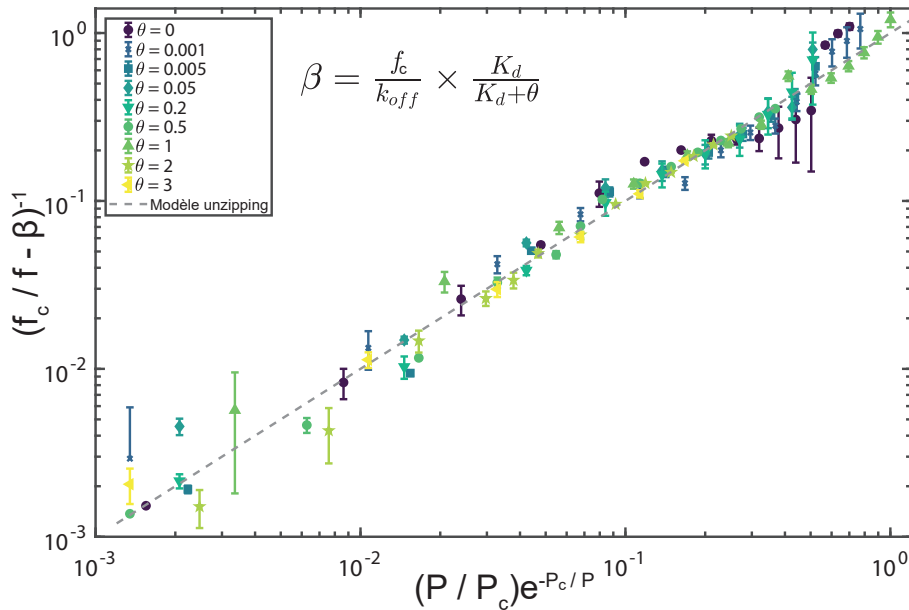 θ = 0
θ = 0.001
θ = 0.005
θ = 0.05
θ = 0.2
θ = 0.5
θ = 1
θ = 2
θ = 3
Modèle unzipping
β = f_c / k_off × K_d / (K_d + θ)
(f_c / f - β)^-1
10^0
10^-1
10^-2
10^-3
10^-3
10^-2
10^-1
10^0
(P / P_c)e^-P_c / P